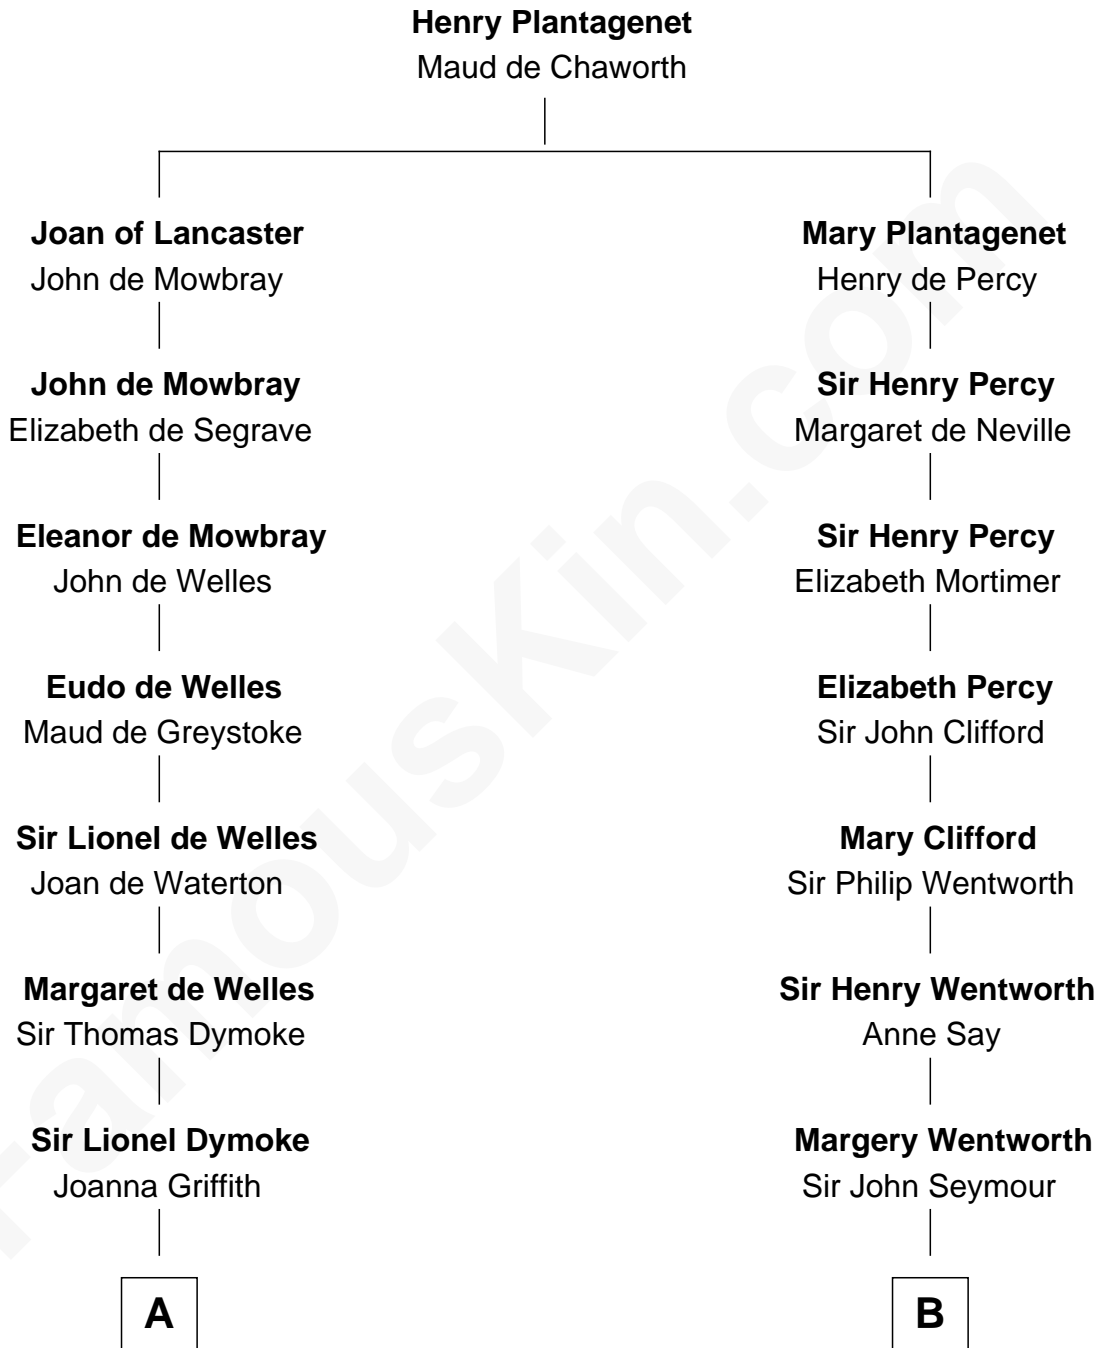 Henry Plantagenet
Maud de Chaworth
Joan of Lancaster
John de Mowbray
Mary Plantagenet
Henry de Percy
John de Mowbray
Elizabeth de Segrave
Sir Henry Percy
Margaret de Neville
Eleanor de Mowbray
John de Welles
Sir Henry Percy
Elizabeth Mortimer
Eudo de Welles
Maud de Greystoke
Elizabeth Percy
Sir John Clifford
Sir Lionel de Welles
Joan de Waterton
Mary Clifford
Sir Philip Wentworth
Margaret de Welles
Sir Thomas Dymoke
Sir Henry Wentworth
Anne Say
Sir Lionel Dymoke
Joanna Griffith
Margery Wentworth
Sir John Seymour
A
B
FamousKin.com